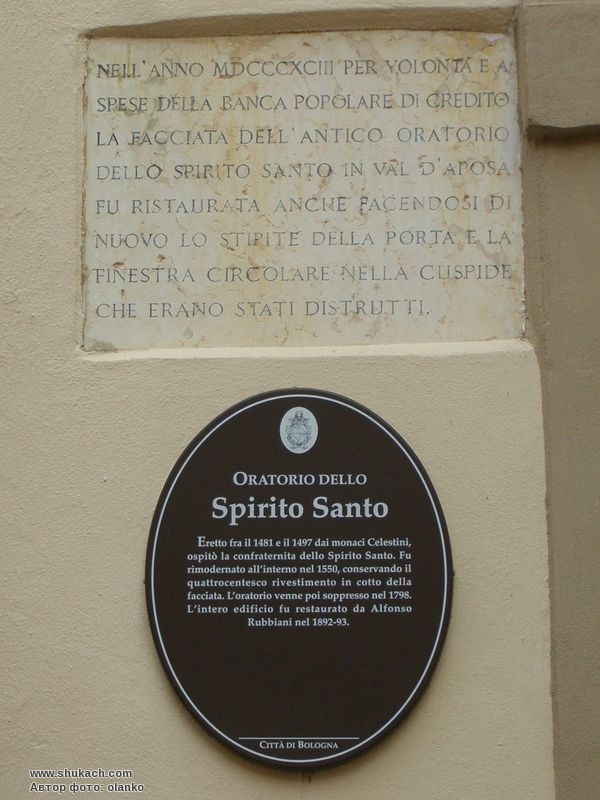 NELL'ANNO MDCCCXCIII PER VOLONTA E A
SPESE DELLA BANCA POPOLARE DI CREDITO
LA FACCIATA DELL'ANTICO ORATORIO
DELLO SPIRITO SANTO IN VAL D'APOSA
FU RISTAURATA ANCHE FACENDOSI DI
NUOVO LO STIPITE DELLA PORTA E LA
FINESTRA CIRCOLARE NELLA CUSPIDE
CHE ERANO STATI DISTRUTTI.
ORATORIO DELLO
Spirito Santo
Eretto fra il 1481 e il 1497 dai monaci Celestini,
ospitò la confraternita dello Spirito Santo. Fu
rimodernato all'interno nel 1550, conservando il
quattrocentesco rivestimento in cotto della
facciata. L'oratorio venne poi soppresso nel 1798.
L'intero edificio fu restaurato da Alfonso
Rubbiani nel 1892-93.
CITTÀ DI BOLOGNA
www.shukach.com
Автор фото: olanko